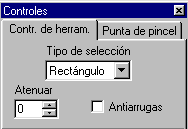 Controles
Contr. de herram. Punta de pincel
Tipo de selección
Rectángulo
Atenuar
0
Antiarrugas